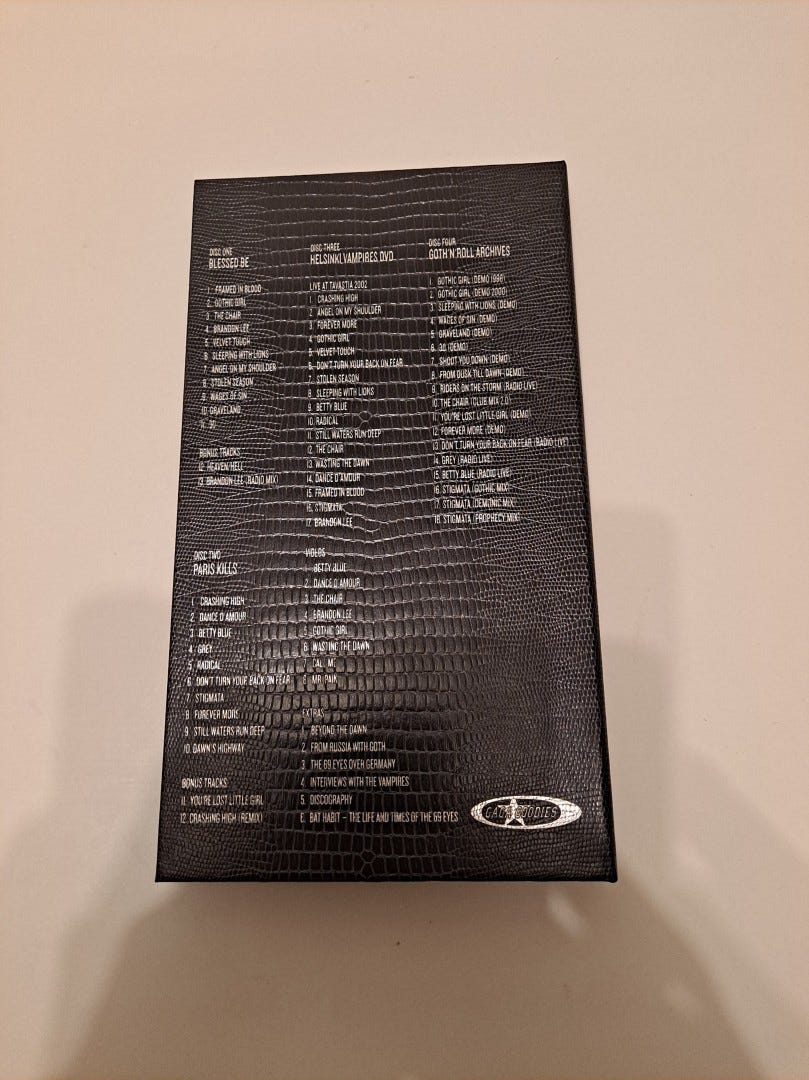 DISC ONE
BLESSED BE
1. FRAMED IN BLOOD
2. GOTHIC GIRL
3. THE CHAIR
4. BRANDON LEE
5. VELVET TOUCH
6. SLEEPING WITH LIONS
7. ANGEL ON MY SHOULDER
8. STOLEN SEASON
9. WAGES OF SIN
10. GRAVELAND
11. 30
BONUS TRACKS
12. HEAVEN/HELL
13. BRANDON LEE (RADIO MIX)
DISC TWO
PARIS KILLS
1. CRASHING HIGH
2. DANCE D'AMOUR
3. BETTY BLUE
4. GREY
5. RADICAL
6. DON'T TURN YOUR BACK ON FEAR
7. STIGMATA
8. FOREVER MORE
9. STILL WATERS RUN DEEP
10. DAWN'S HIGHWAY
BONUS TRACKS:
11. YOU'RE LOST LITTLE GIRL
12. CRASHING HIGH (REMIX)
DISC THREE
HELSINKI VAMPIRES DVD
LIVE AT TAVASTIA 2002
1. CRASHING HIGH
2. ANGEL ON MY SHOULDER
3. FOREVER MORE
4. GOTHIC GIRL
5. VELVET TOUCH
6. DON'T TURN YOUR BACK ON FEAR
7. STOLEN SEASON
8. SLEEPING WITH LIONS
9. BETTY BLUE
10. RADICAL
11. STILL WATERS RUN DEEP
12. THE CHAIR
13. WASTING THE DAWN
14. DANCE D'AMOUR
15. FRAMED IN BLOOD
16. STIGMATA
17. BRANDON LEE
VIDEOS
1. BETTY BLUE
2. DANCE D'AMOUR
3. THE CHAIR
4. BRANDON LEE
5. GOTHIC GIRL
6. WASTING THE DAWN
7. CALL ME
8. MR. PAIN
EXTRAS
1. BEYOND THE DAWN
2. FROM RUSSIA WITH GOTH
3. THE 69 EYES OVER GERMANY
4. INTERVIEWS WITH THE VAMPIRES
5. DISCOGRAPHY
6. BAT HABIT – THE LIFE AND TIMES OF THE 69 EYES
DISC FOUR
GOTH'N'ROLL ARCHIVES
1. GOTHIC GIRL (DEMO 1998)
2. GOTHIC GIRL (DEMO 2000)
3. SLEEPING WITH LIONS (DEMO)
4. WAGES OF SIN (DEMO)
5. GRAVELAND (DEMO)
6. 30 (DEMO)
7. SHOOT YOU DOWN (DEMO)
8. FROM DUSK TILL DAWN (DEMO)
9. RIDERS ON THE STORM (RADIO LIVE)
10. THE CHAIR (CLUB MIX 2.0)
11. YOU'RE LOST LITTLE GIRL (DEMO)
12. FOREVER MORE (DEMO)
13. DON'T TURN YOUR BACK ON FEAR (RADIO LIVE)
14. GREY (RADIO LIVE)
15. BETTY BLUE (RADIO LIVE)
16. STIGMATA (GOTHIC MIX)
17. STIGMATA (DEMONIC MIX)
18. STIGMATA (PROPHECY MIX)
GAGA GOODIES